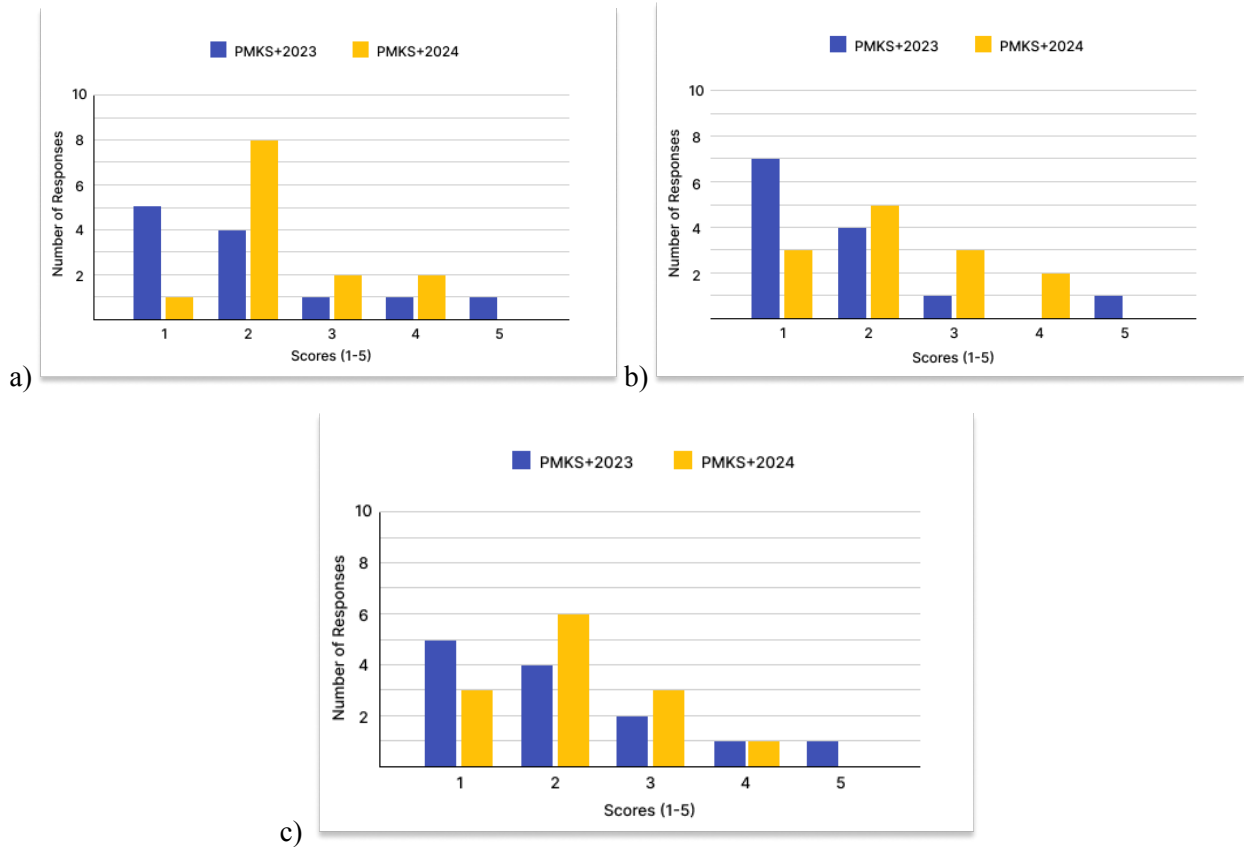 PMKS+2023 PMKS+2024
10
8
6
4
2
Number of Responses
1 2 3 4 5
Scores (1-5)
a)
PMKS+2023 PMKS+2024
10
8
6
4
2
Number of Responses
1 2 3 4 5
Scores (1-5)
b)
PMKS+2023 PMKS+2024
10
8
6
4
2
Number of Responses
1 2 3 4 5
Scores (1-5)
c)